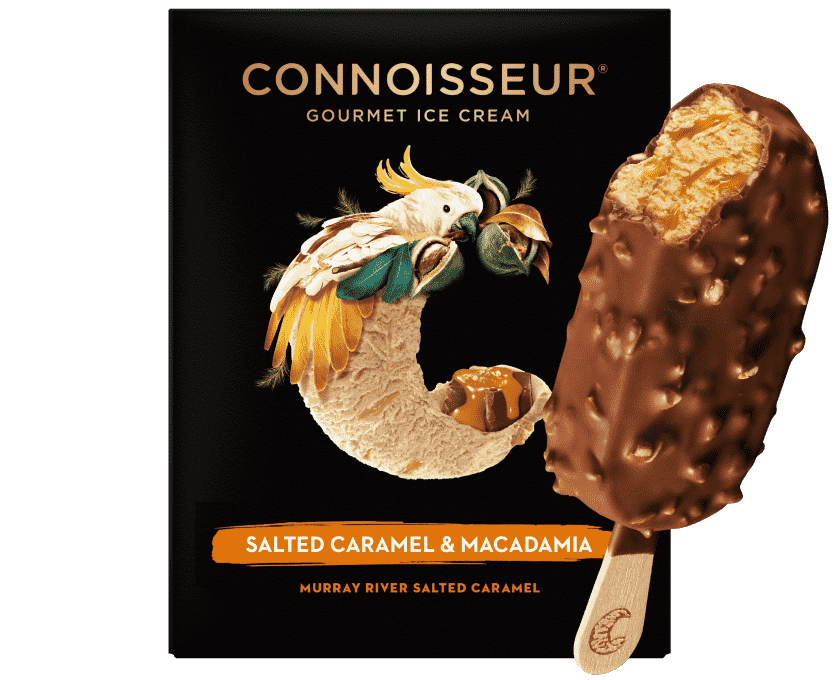 CONNOISSEUR®
GOURMET ICE CREAM
SALTED CARAMEL & MACADAMIA
MURRAY RIVER SALTED CARAMEL